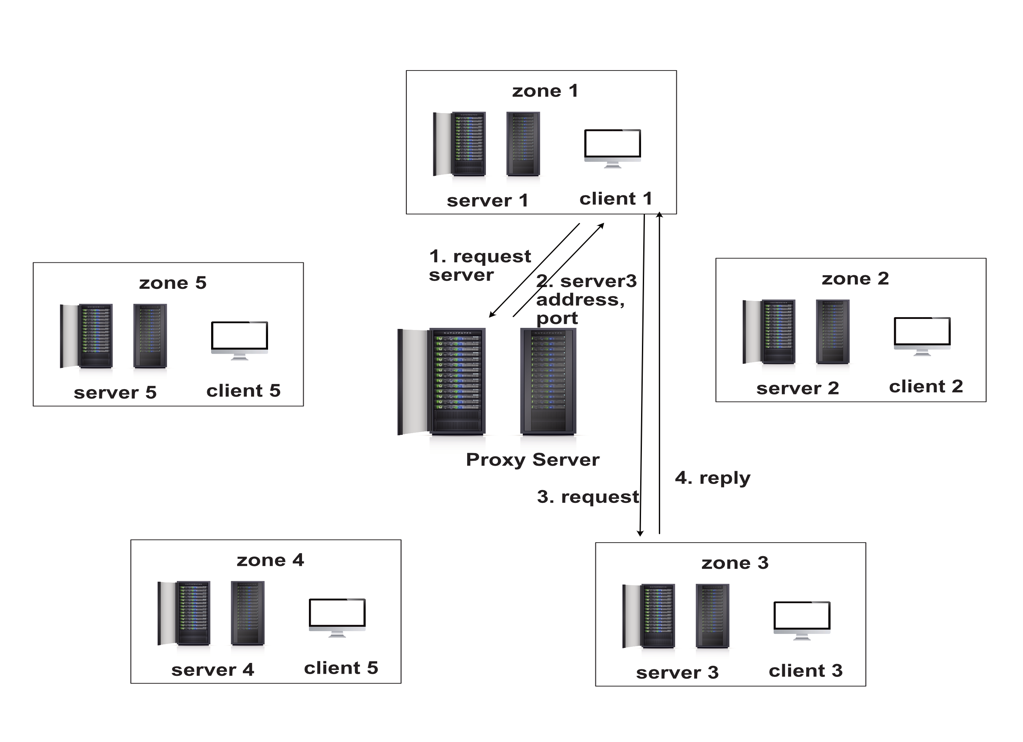 zone 1
server 1
client 1
1. request
server
2. server3
address,
port
zone 5
server 5
client 5
zone 2
server 2
client 2
Proxy Server
3. request
4. reply
zone 4
server 4
client 5
zone 3
server 3
client 3